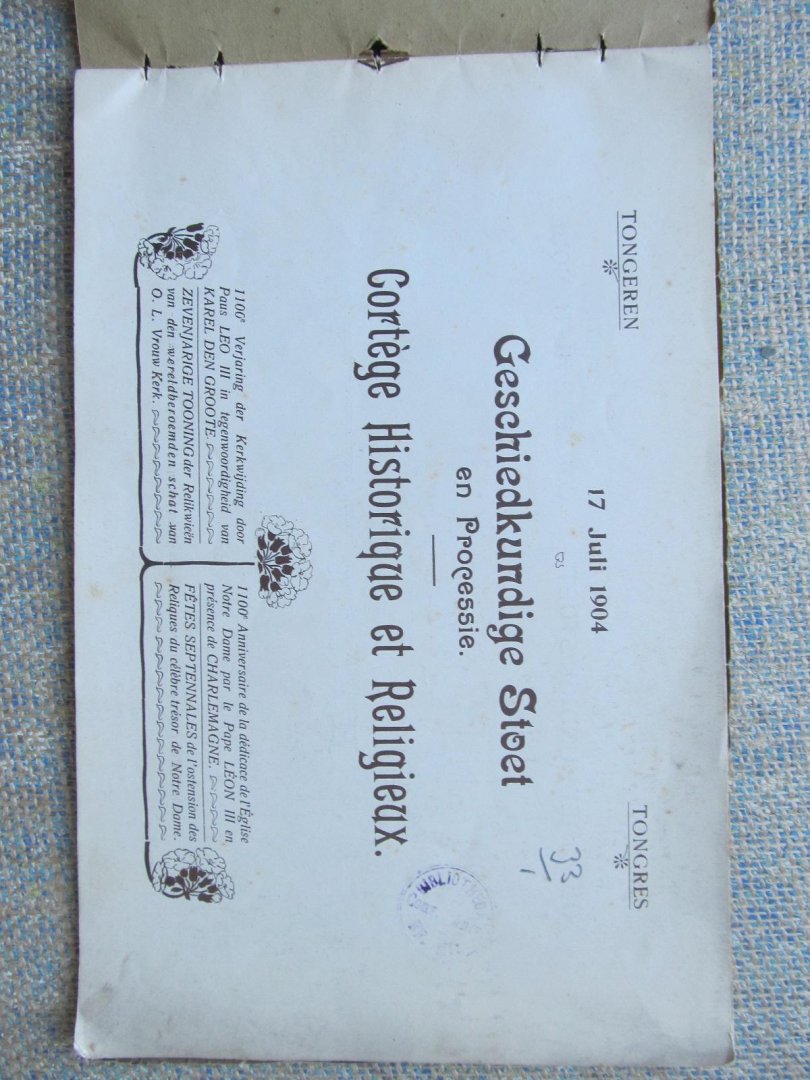 TONGEREN
17 Juli 1904
TONGRES
Geschiedkundige Stoet
en Processie.
Cortège Historique et Religieux.
33
1100e Verjaring der Kerkwijding door
Paus LEO III in tegenwoordigheid van
KAREL DEN GROOTE.
ZEVENJARIGE TOONING der Relikwieën
van den wereldberoemden schat van
O. L. Vrouw Kerk.
1100e Anniversaire de la dédicace de l'Église
Notre Dame par le Pape LÉON III en
présence de CHARLEMAGNE.
FÊTES SEPTENNALES de l'ostension des
Reliques du célèbre trésor de Notre Dame.